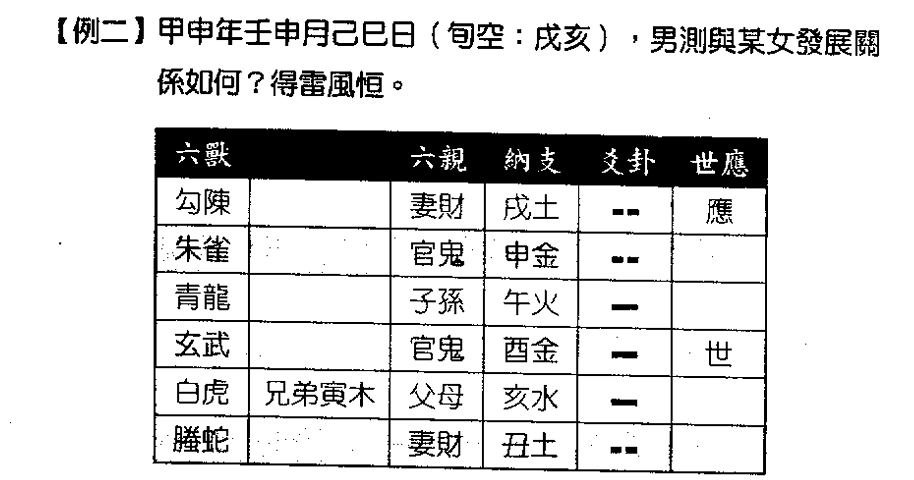 【例二】甲申年壬申月己巳日（旬空：戌亥），男測與某女發展關
係如何？得雷風恒。
六獸 六親 納支 爻卦 世應
勾陳 妻財 戌土 -- 應
朱雀 官鬼 申金 --
青龍 子孫 午火 —
玄武 官鬼 酉金 — 世
白虎 兄弟寅木 父母 亥水 —
螣蛇 妻財 丑土 --